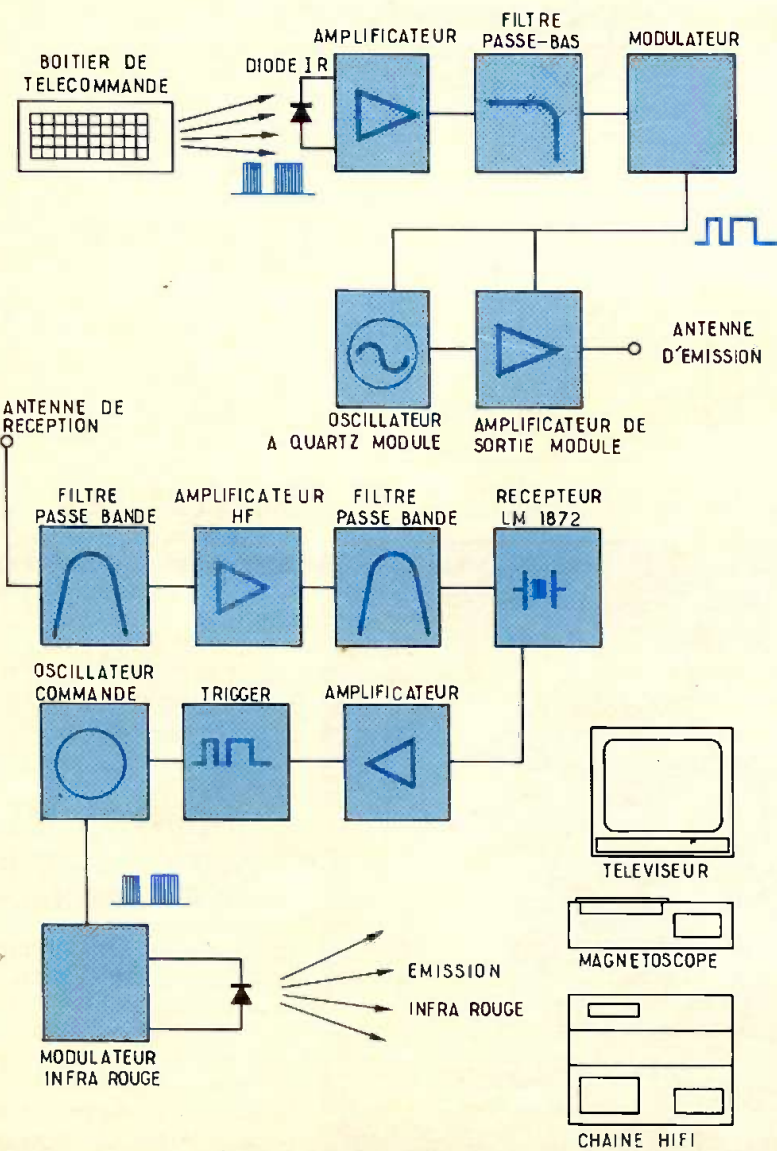 BOITIER DE
TELECOMMANDE
DIODE IR
AMPLIFICATEUR
FILTRE
PASSE-BAS
MODULATEUR
OSCILLATEUR
A QUARTZ MODULE
AMPLIFICATEUR DE
SORTIE MODULE
ANTENNE
D'EMISSION
ANTENNE DE
RECEPTION
FILTRE
PASSE BANDE
AMPLIFICATEUR
HF
FILTRE
PASSE BANDE
RECEPTEUR
LM 1872
OSCILLATEUR
COMMANDE
TRIGGER
AMPLIFICATEUR
TELEVISEUR
MAGNETOSCOPE
EMISSION
INFRA ROUGE
MODULATEUR
INFRA ROUGE
CHAINE HIFI